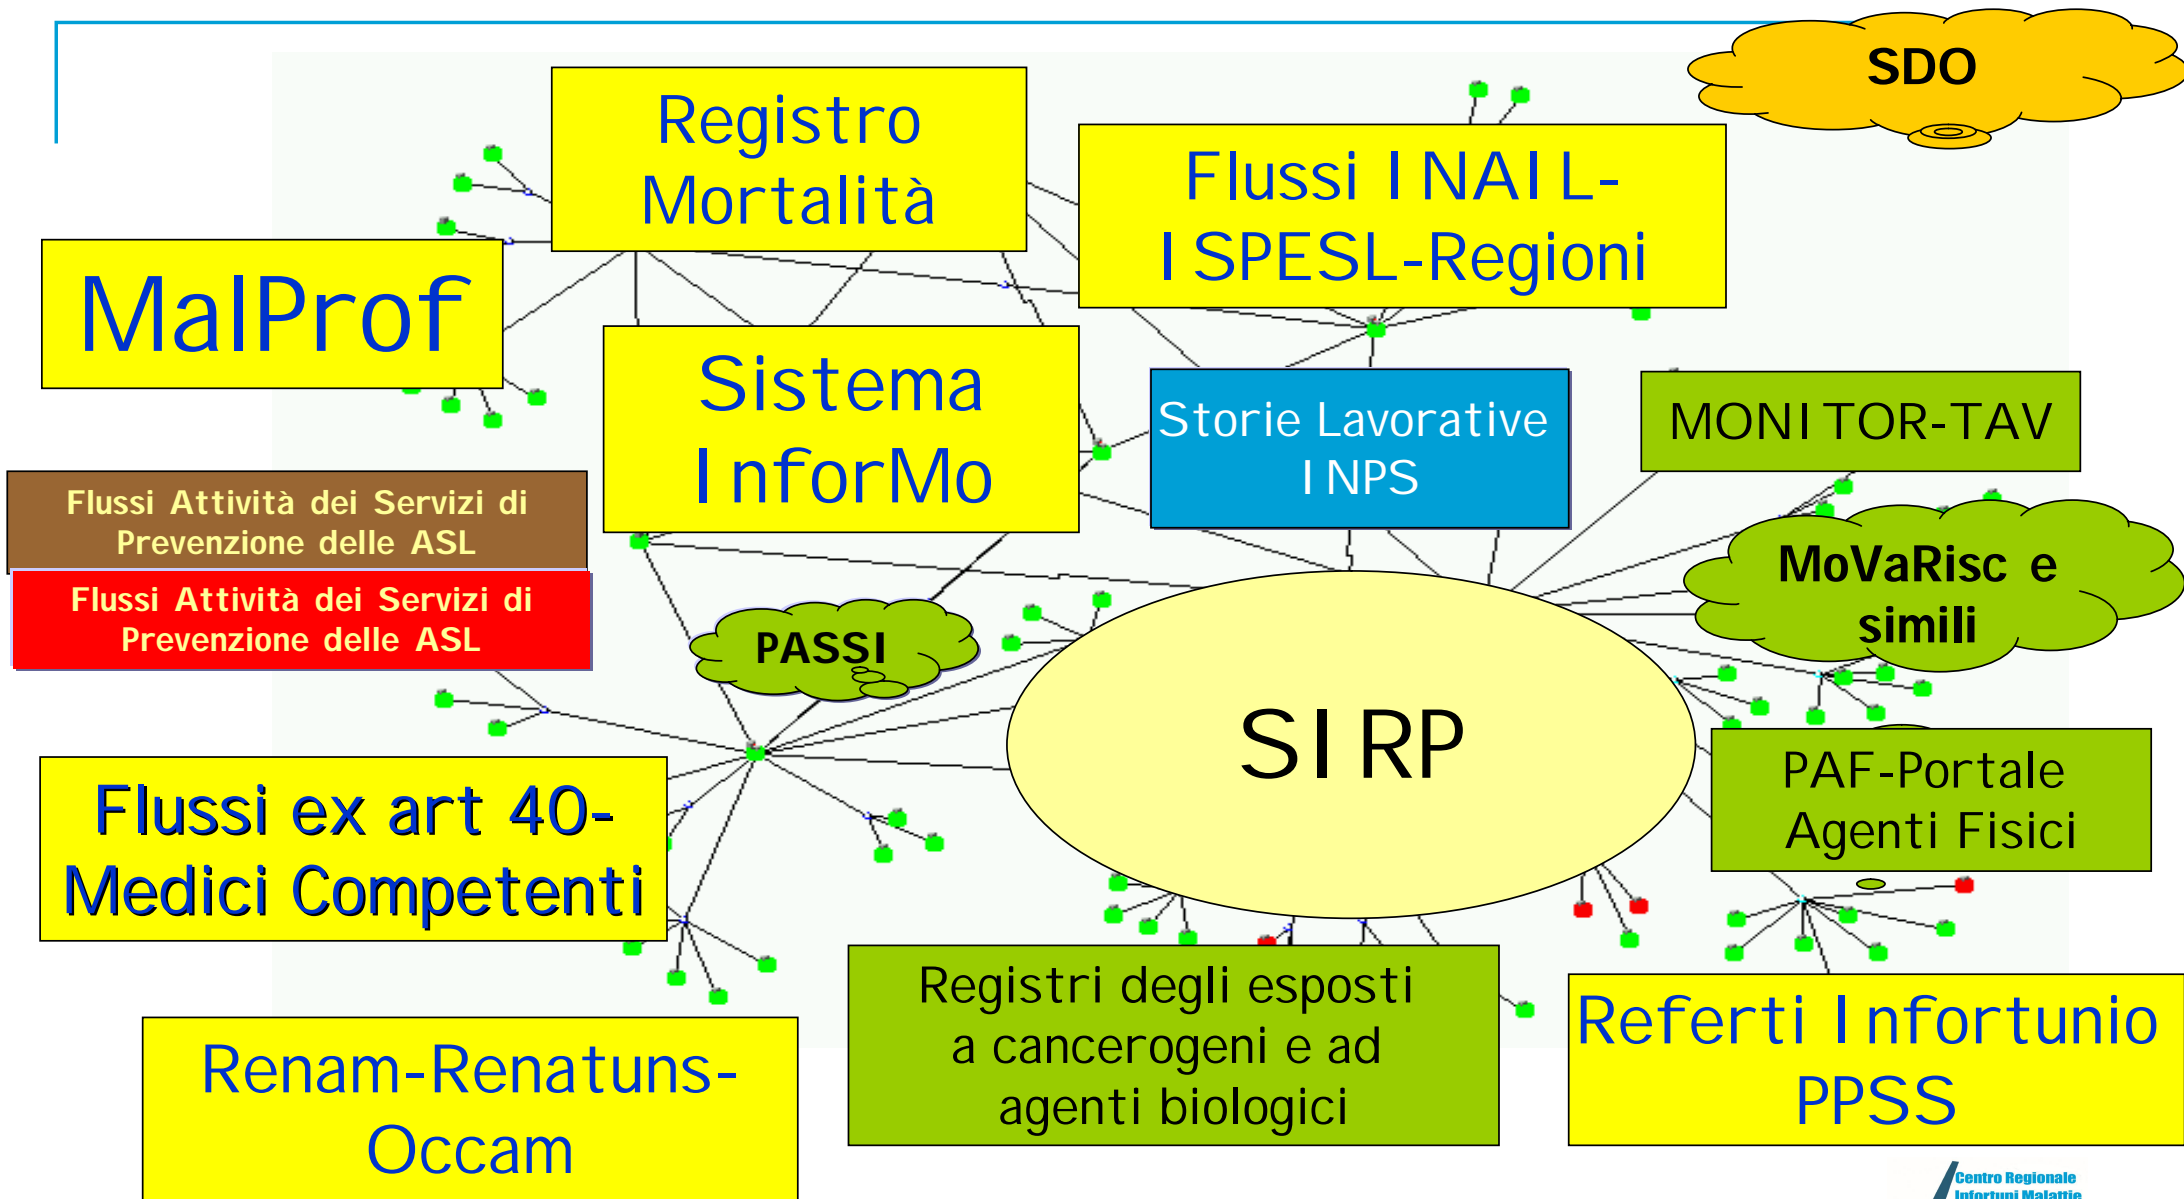 SDO
Registro
Mortalità
Flussi INAIL-
ISPESL-Regioni
MalProf
Sistema
InforMo
Storie Lavorative
INPS
MONITOR-TAV
Flussi Attività dei Servizi di
Prevenzione delle ASL
Flussi Attività dei Servizi di
Prevenzione delle ASL
MoVaRisc e
simili
PASSI
SIRP
PAF-Portale
Agenti Fisici
Flussi ex art 40-
Medici Competenti
Registri degli esposti
a cancerogeni e ad
agenti biologici
Referti Infortunio
PPSS
Renam-Renatuns-
Occam
Centro Regionale
Infortuni Malattie